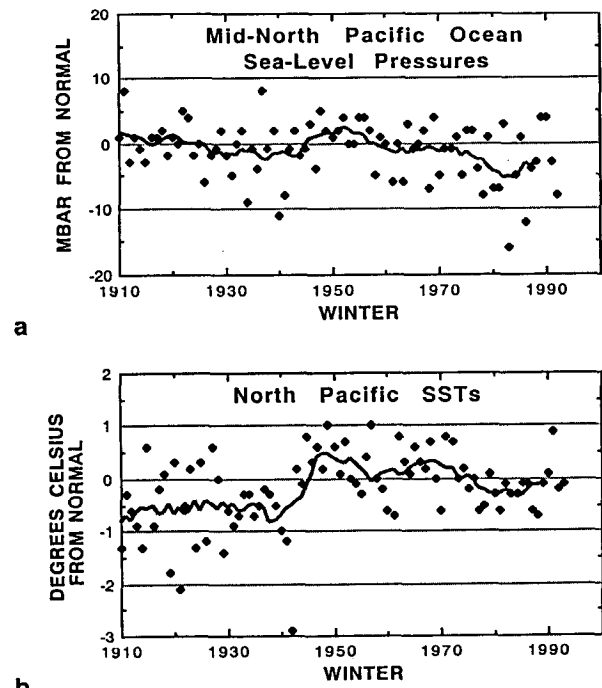 Mid-North Pacific Ocean
Sea-Level Pressures
MBAR FROM NORMAL
20
10
0
-10
-20
1910 1930 1950 1970 1990
WINTER
a
North Pacific SSTs
DEGREES CELSIUS
FROM NORMAL
2
1
0
-1
-2
-3
1910 1930 1950 1970 1990
WINTER
b